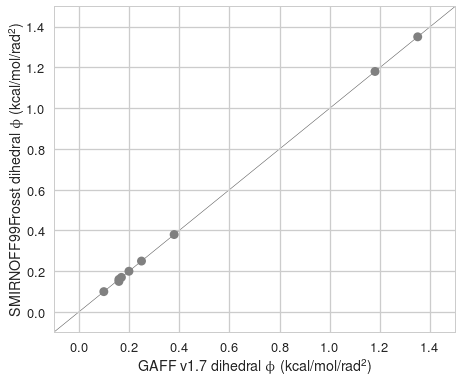 1.4
1.2
1.0
0.8
0.6
0.4
0.2
0.0
SMIRNOFF99Frosst dihedral ϕ (kcal/mol/rad²)
0.0 0.2 0.4 0.6 0.8 1.0 1.2 1.4
GAFF v1.7 dihedral ϕ (kcal/mol/rad²)